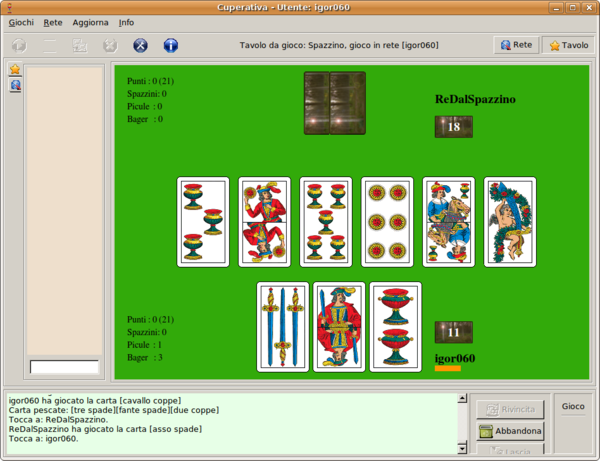 Cuperativa - Utente: igor060
Giochi Rete Aggiorna Info
Tavolo da gioco: Spazzino, gioco in rete [igor060]
Rete
Tavolo
Punti : 0 (21)
Spazzini: 0
Picule : 0
Bager : 0
ReDalSpazzino
18
Punti : 0 (21)
Spazzini: 0
Picule : 1
Bager : 3
11
igor060
igor060 ha giocato la carta [cavallo coppe]
Carta pescate: [tre spade][fante spade][due coppe]
Tocca a: ReDalSpazzino.
ReDalSpazzino ha giocato la carta [asso spade]
Tocca a: igor060.
Rivincita
Abbandona
Lascia
Gioco